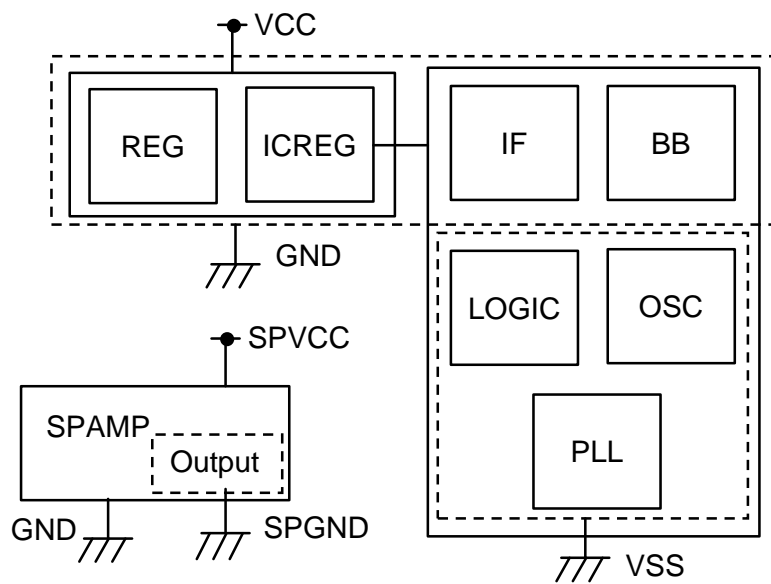 VCC
REG
ICREG
IF
BB
GND
LOGIC
OSC
SPVCC
SPAMP
Output
PLL
GND
SPGND
VSS